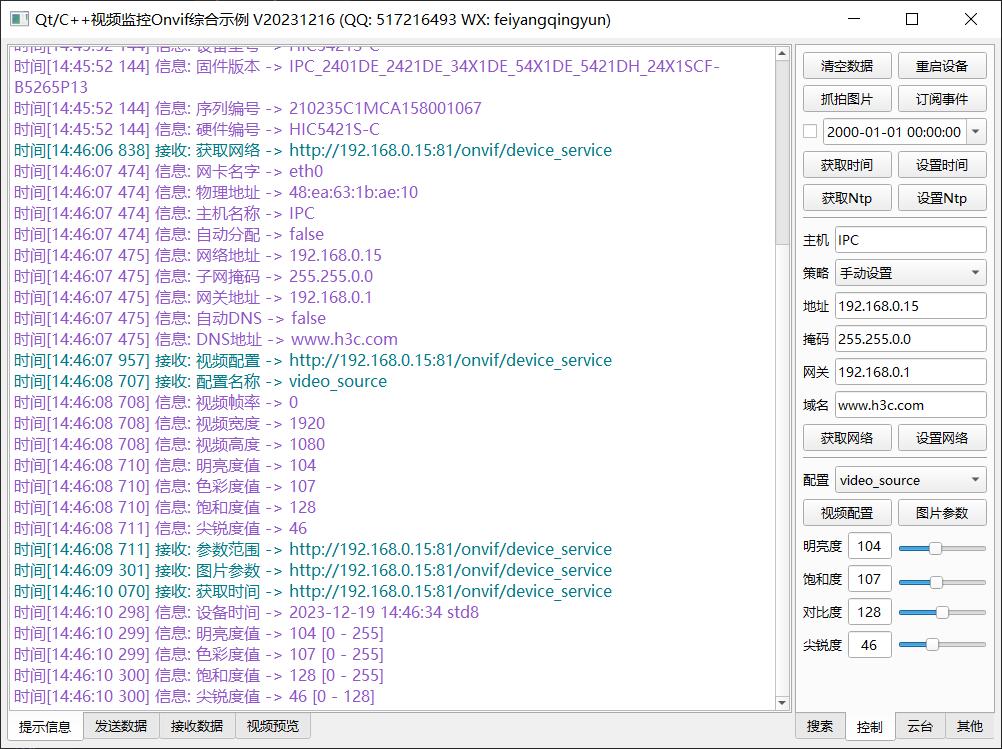 Qt/C++视频监控Onvif综合示例 V20231216 (QQ: 517216493 WX: feiyangqingyun)
时间[14:45:52 144] 信息: 设备型号 -> HIC5421S-C
时间[14:45:52 144] 信息: 固件版本 -> IPC_2401DE_2421DE_34X1DE_54X1DE_5421DH_24X1SCF-
B5265P13
时间[14:45:52 144] 信息: 序列编号 -> 210235C1MCA158001067
时间[14:45:52 144] 信息: 硬件编号 -> HIC5421S-C
时间[14:46:06 838] 接收: 获取网络 -> http://192.168.0.15:81/onvif/device_service
时间[14:46:07 474] 信息: 网卡名字 -> eth0
时间[14:46:07 474] 信息: 物理地址 -> 48:ea:63:1b:ae:10
时间[14:46:07 474] 信息: 主机名称 -> IPC
时间[14:46:07 474] 信息: 自动分配 -> false
时间[14:46:07 475] 信息: 网络地址 -> 192.168.0.15
时间[14:46:07 475] 信息: 子网掩码 -> 255.255.0.0
时间[14:46:07 475] 信息: 网关地址 -> 192.168.0.1
时间[14:46:07 475] 信息: 自动DNS -> false
时间[14:46:07 475] 信息: DNS地址 -> www.h3c.com
时间[14:46:07 957] 接收: 视频配置 -> http://192.168.0.15:81/onvif/device_service
时间[14:46:08 707] 接收: 配置名称 -> video_source
时间[14:46:08 708] 信息: 视频帧率 -> 0
时间[14:46:08 708] 信息: 视频宽度 -> 1920
时间[14:46:08 708] 信息: 视频高度 -> 1080
时间[14:46:08 710] 信息: 明亮度值 -> 104
时间[14:46:08 710] 信息: 色彩度值 -> 107
时间[14:46:08 710] 信息: 饱和度值 -> 128
时间[14:46:08 711] 信息: 尖锐度值 -> 46
时间[14:46:08 711] 接收: 参数范围 -> http://192.168.0.15:81/onvif/device_service
时间[14:46:09 301] 接收: 图片参数 -> http://192.168.0.15:81/onvif/device_service
时间[14:46:10 070] 接收: 获取时间 -> http://192.168.0.15:81/onvif/device_service
时间[14:46:10 298] 信息: 设备时间 -> 2023-12-19 14:46:34 std8
时间[14:46:10 299] 信息: 明亮度值 -> 104 [0 - 255]
时间[14:46:10 299] 信息: 色彩度值 -> 107 [0 - 255]
时间[14:46:10 300] 信息: 饱和度值 -> 128 [0 - 255]
时间[14:46:10 300] 信息: 尖锐度值 -> 46 [0 - 128]
提示信息 发送数据 接收数据 视频预览
清空数据 重启设备
抓拍图片 订阅事件
2000-01-01 00:00:00
获取时间 设置时间
获取Ntp 设置Ntp
主机 IPC
策略 手动设置
地址 192.168.0.15
掩码 255.255.0.0
网关 192.168.0.1
域名 www.h3c.com
获取网络 设置网络
配置 video_source
视频配置 图片参数
明亮度 104
饱和度 107
对比度 128
尖锐度 46
搜索 控制 云台 其他